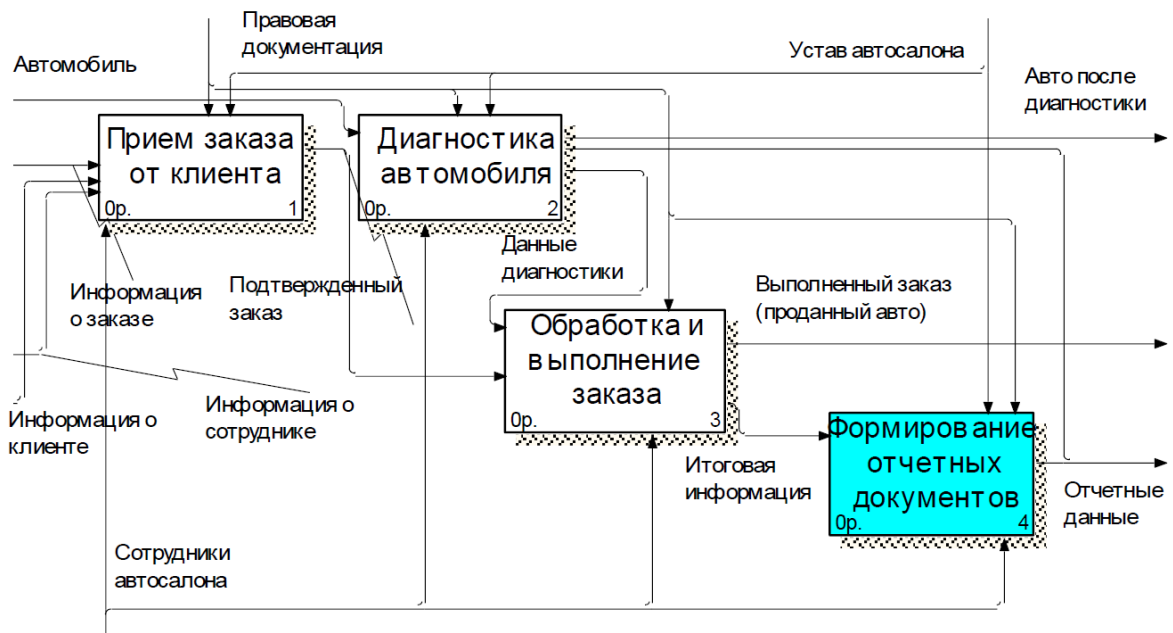 Правовая
документация
Устав автосалона
Автомобиль
Авто после
диагностики
Прием заказа
от клиента
0р.
1
Диагностика
автомобиля
0р.
2
Данные
диагностики
Информация
о заказе
Подтвержденный
заказ
Выполненный заказ
(проданный авто)
Обработка и
выполнение
заказа
0р.
3
Информация о
клиенте
Информация о
сотруднике
Формирование
отчетных
документов
0р.
4
Итоговая
информация
Отчетные
данные
Сотрудники
автосалона